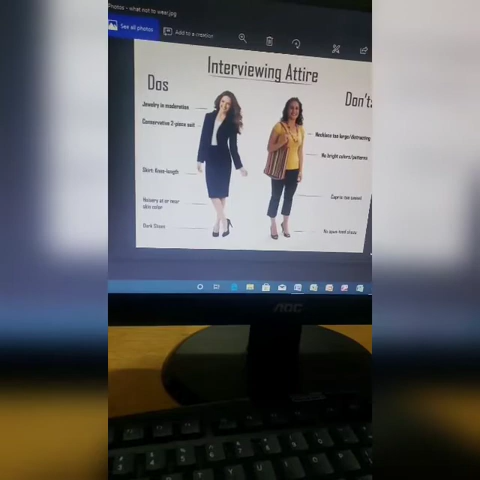 Photos - what not to wear.jpg
See all photos
Add to a creation
Interviewing Attire
Dos
Don't
Jewelry in moderation
Conservative 2-piece suit
Skirt: Knee-length
Hosiery at or near
skin color
Dark Shoes
Necklace too large/distracting
No bright colors/patterns
Capris too casual
No open toed shoes
AOC